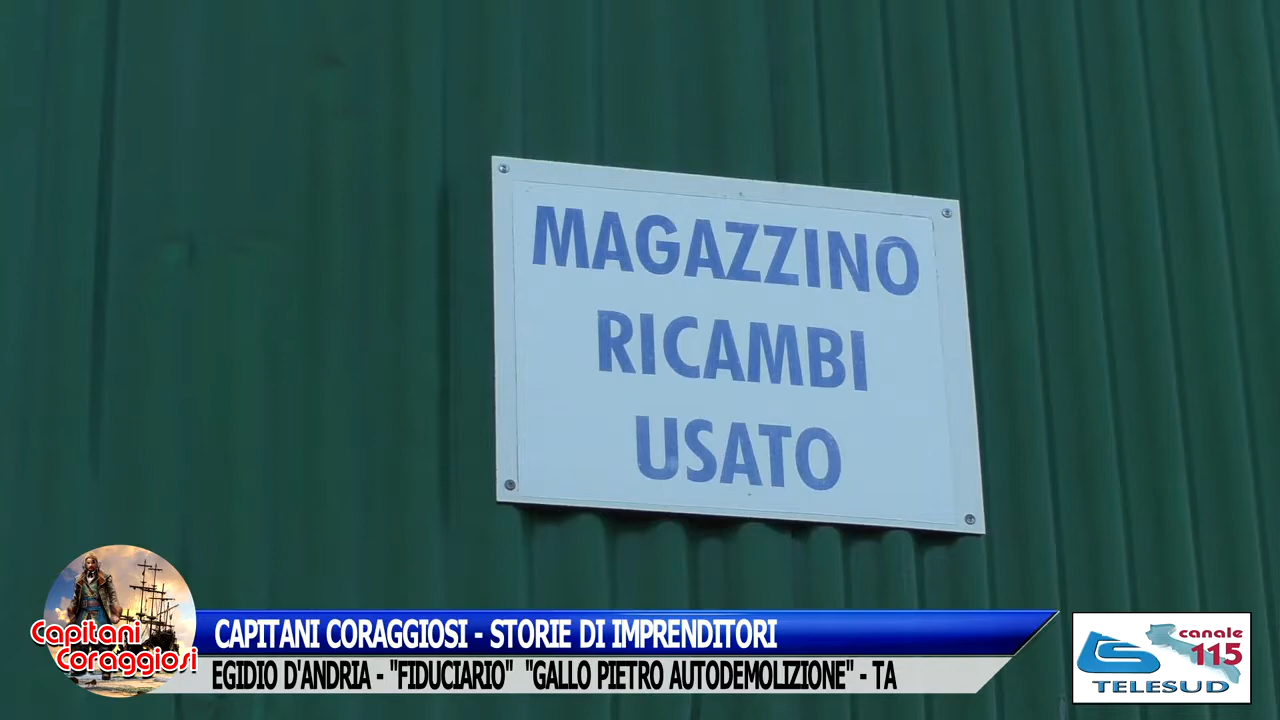 MAGAZZINO
RICAMBI
USATO
Capitani
Coraggiosi
CAPITANI CORAGGIOSI - STORIE DI IMPRENDITORI
EGIDIO D'ANDRIA - "FIDUCIARIO" "GALLO PIETRO AUTODEMOLIZIONE" - TA
canale
115
TELESUD